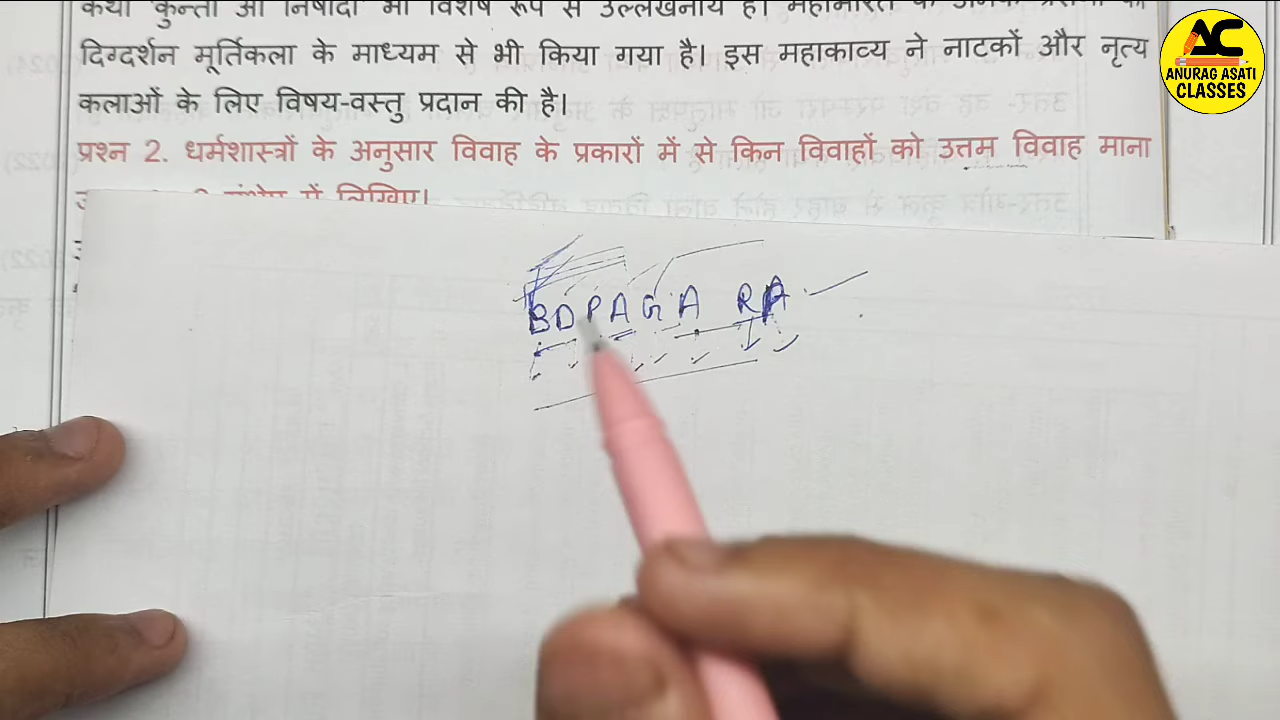 दिग्दर्शन मूर्तिकला के माध्यम से भी किया गया है। इस महाकाव्य ने नाटकों और नृत्य
कलाओं के लिए विषय-वस्तु प्रदान की है।
प्रश्न 2. धर्मशास्त्रों के अनुसार विवाह के प्रकारों में से किन विवाहों को उत्तम विवाह माना
में लिखिए।
BDPAGA RA
AC
ANURAG ASATI
CLASSES